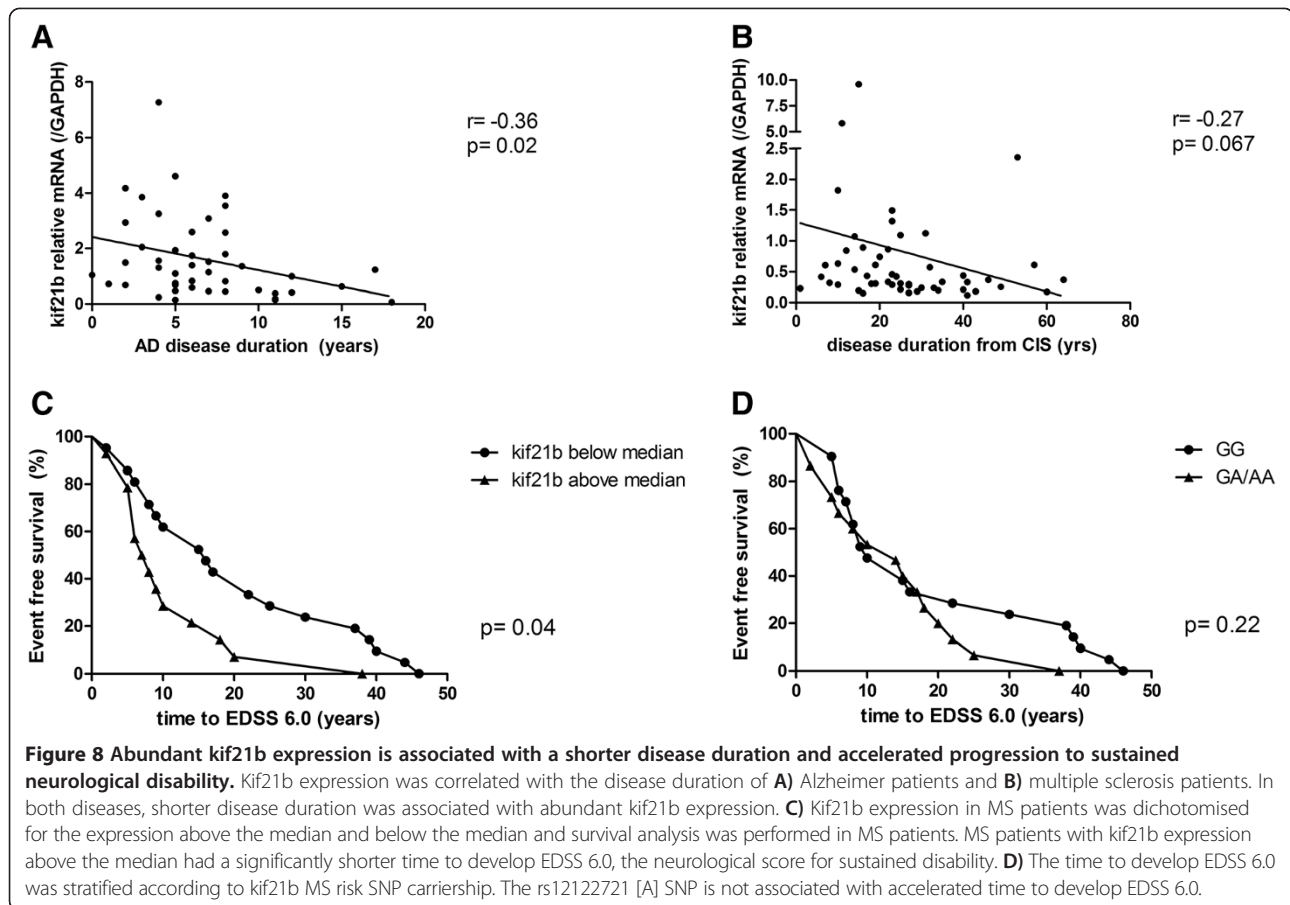 A
kif21b relative mRNA (/GAPDH)
8
6
4
2
0
0 5 10 15 20
AD disease duration (years)
r= -0.36
p= 0.02
B
kif21b relative mRNA (/GAPDH)
10.0
7.5
5.0
2.5
2.0
1.5
1.0
0.5
0.0
0 20 40 60 80
disease duration from CIS (yrs)
r= -0.27
p= 0.067
C
Event free survival (%)
100
80
60
40
20
0
0 10 20 30 40 50
time to EDSS 6.0 (years)
kif21b below median
kif21b above median
p= 0.04
D
Event free survival (%)
100
80
60
40
20
0
0 10 20 30 40 50
time to EDSS 6.0 (years)
GG
GA/AA
p= 0.22
Figure 8 Abundant kif21b expression is associated with a shorter disease duration and accelerated progression to sustained
neurological disability. Kif21b expression was correlated with the disease duration of A) Alzheimer patients and B) multiple sclerosis patients. In
both diseases, shorter disease duration was associated with abundant kif21b expression. C) Kif21b expression in MS patients was dichotomised
for the expression above the median and below the median and survival analysis was performed in MS patients. MS patients with kif21b expression
above the median had a significantly shorter time to develop EDSS 6.0, the neurological score for sustained disability. D) The time to develop EDSS 6.0
was stratified according to kif21b MS risk SNP carriership. The rs12122721 [A] SNP is not associated with accelerated time to develop EDSS 6.0.